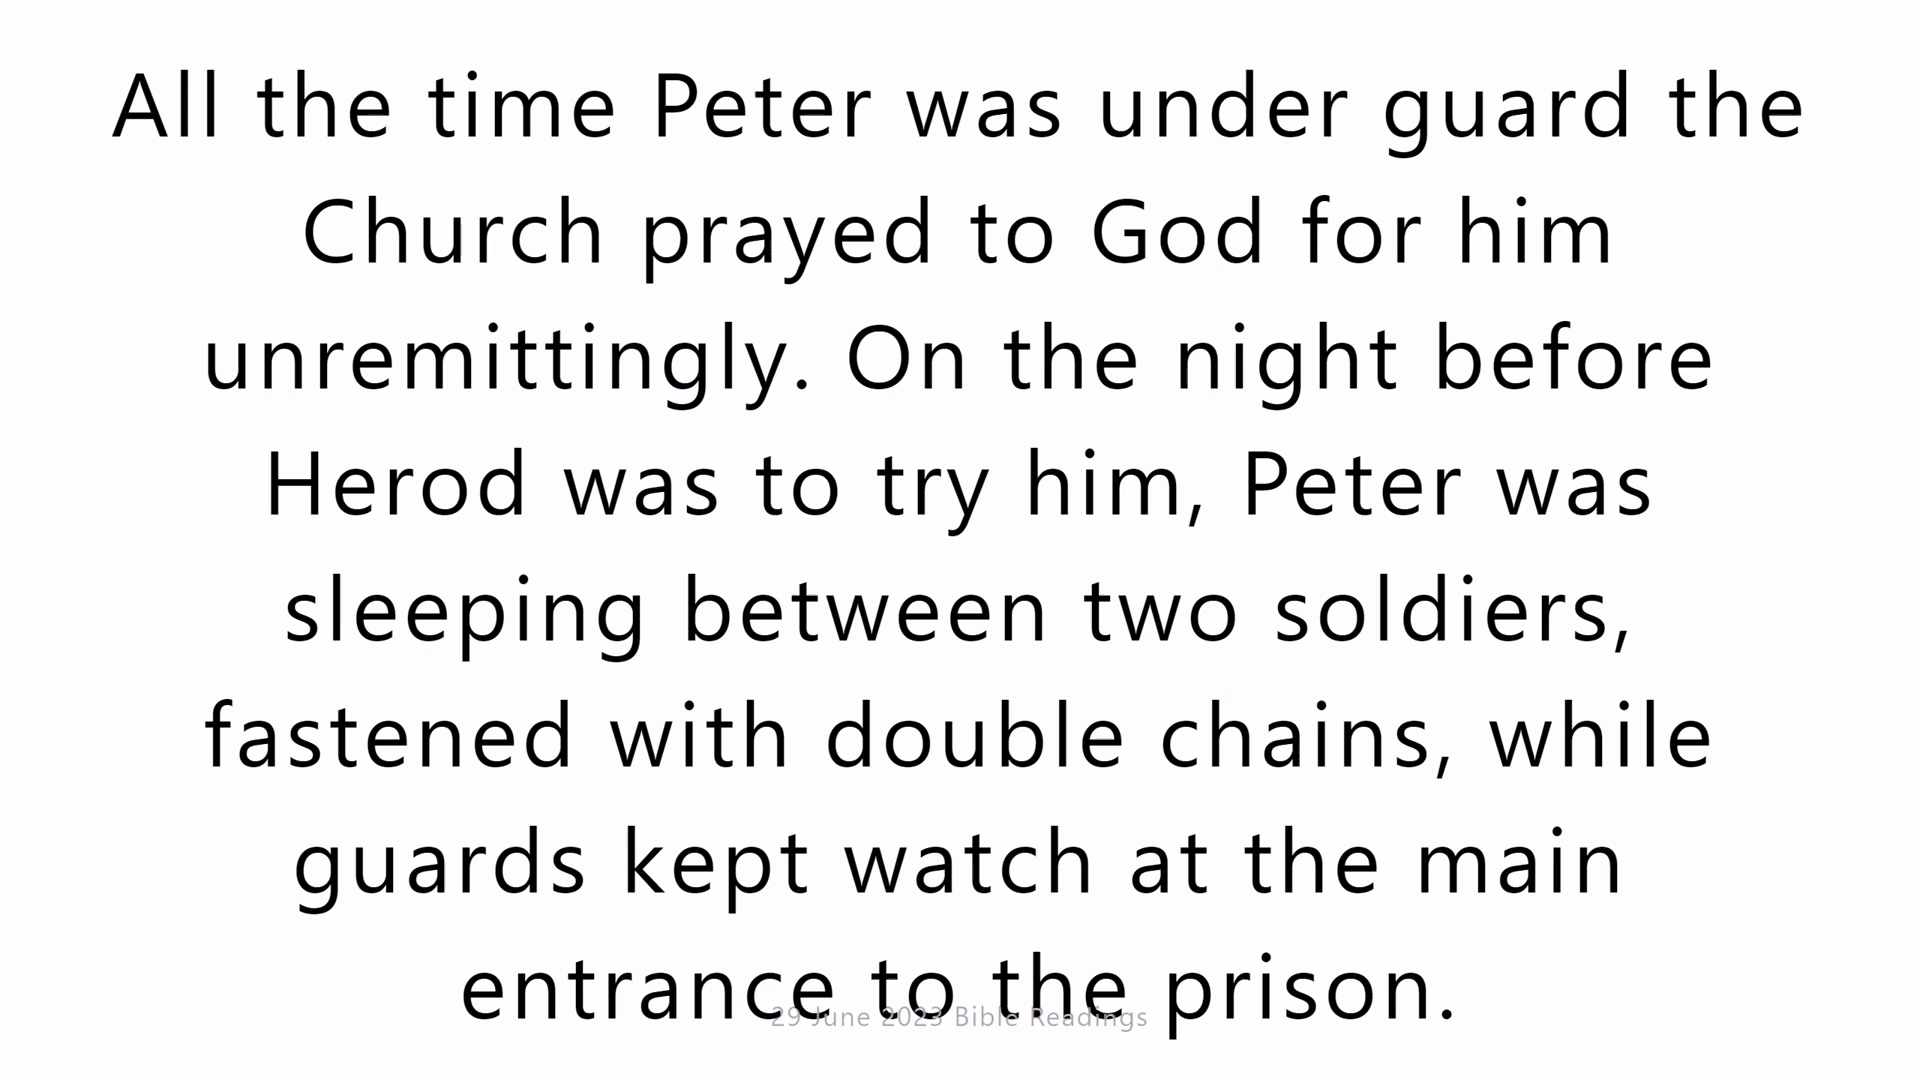 All the time Peter was under guard the
Church prayed to God for him
unremittingly. On the night before
Herod was to try him, Peter was
sleeping between two soldiers,
fastened with double chains, while
guards kept watch at the main
entrance to the prison.
29 June 2023 Bible Readings